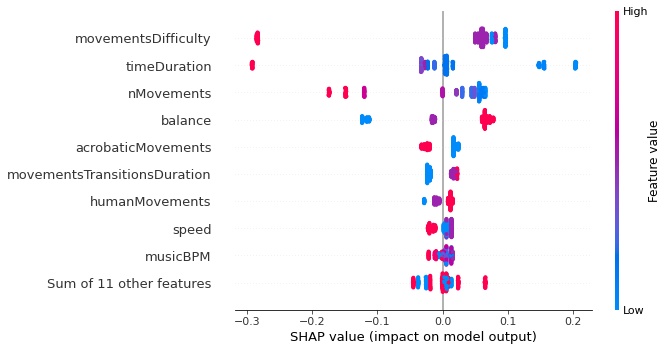 High
movementsDifficulty
timeDuration
nMovements
balance
acrobaticMovements
movementsTransitionsDuration
humanMovements
speed
musicBPM
Sum of 11 other features
Feature value
Low
−0.3 −0.2 −0.1 0.0 0.1 0.2
SHAP value (impact on model output)